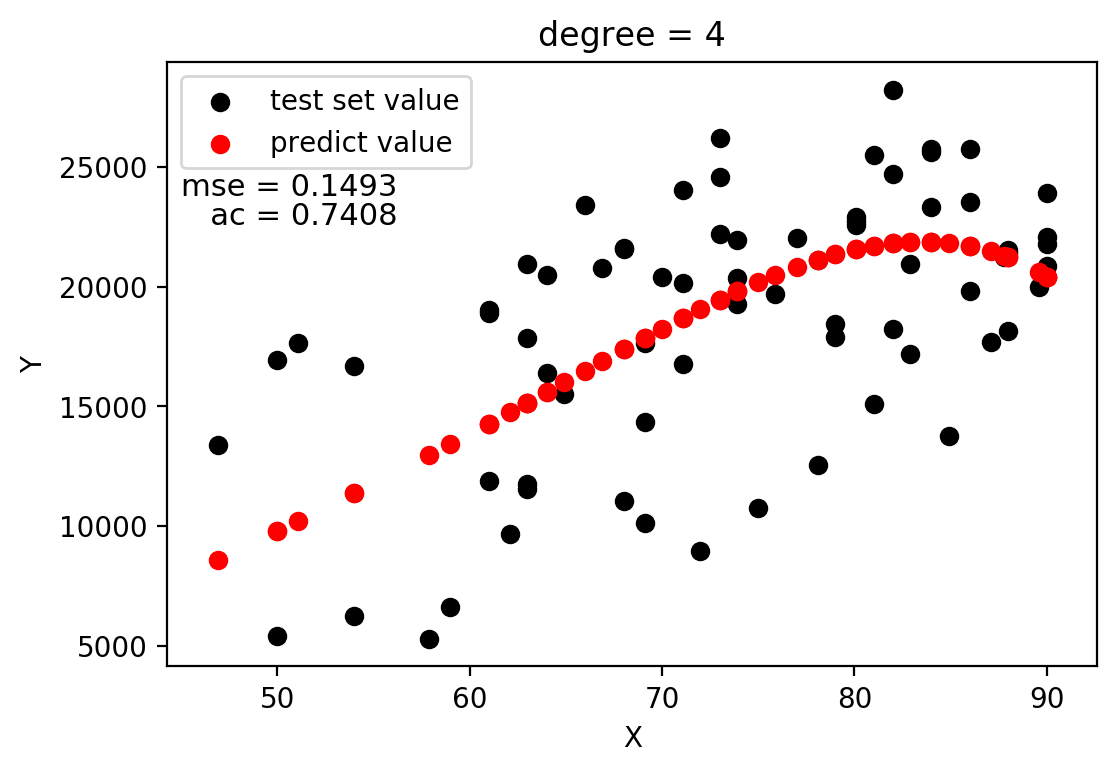 degree = 4
test set value
predict value
mse = 0.1493
ac = 0.7408
25000
20000
15000
10000
5000
Y
50 60 70 80 90
X